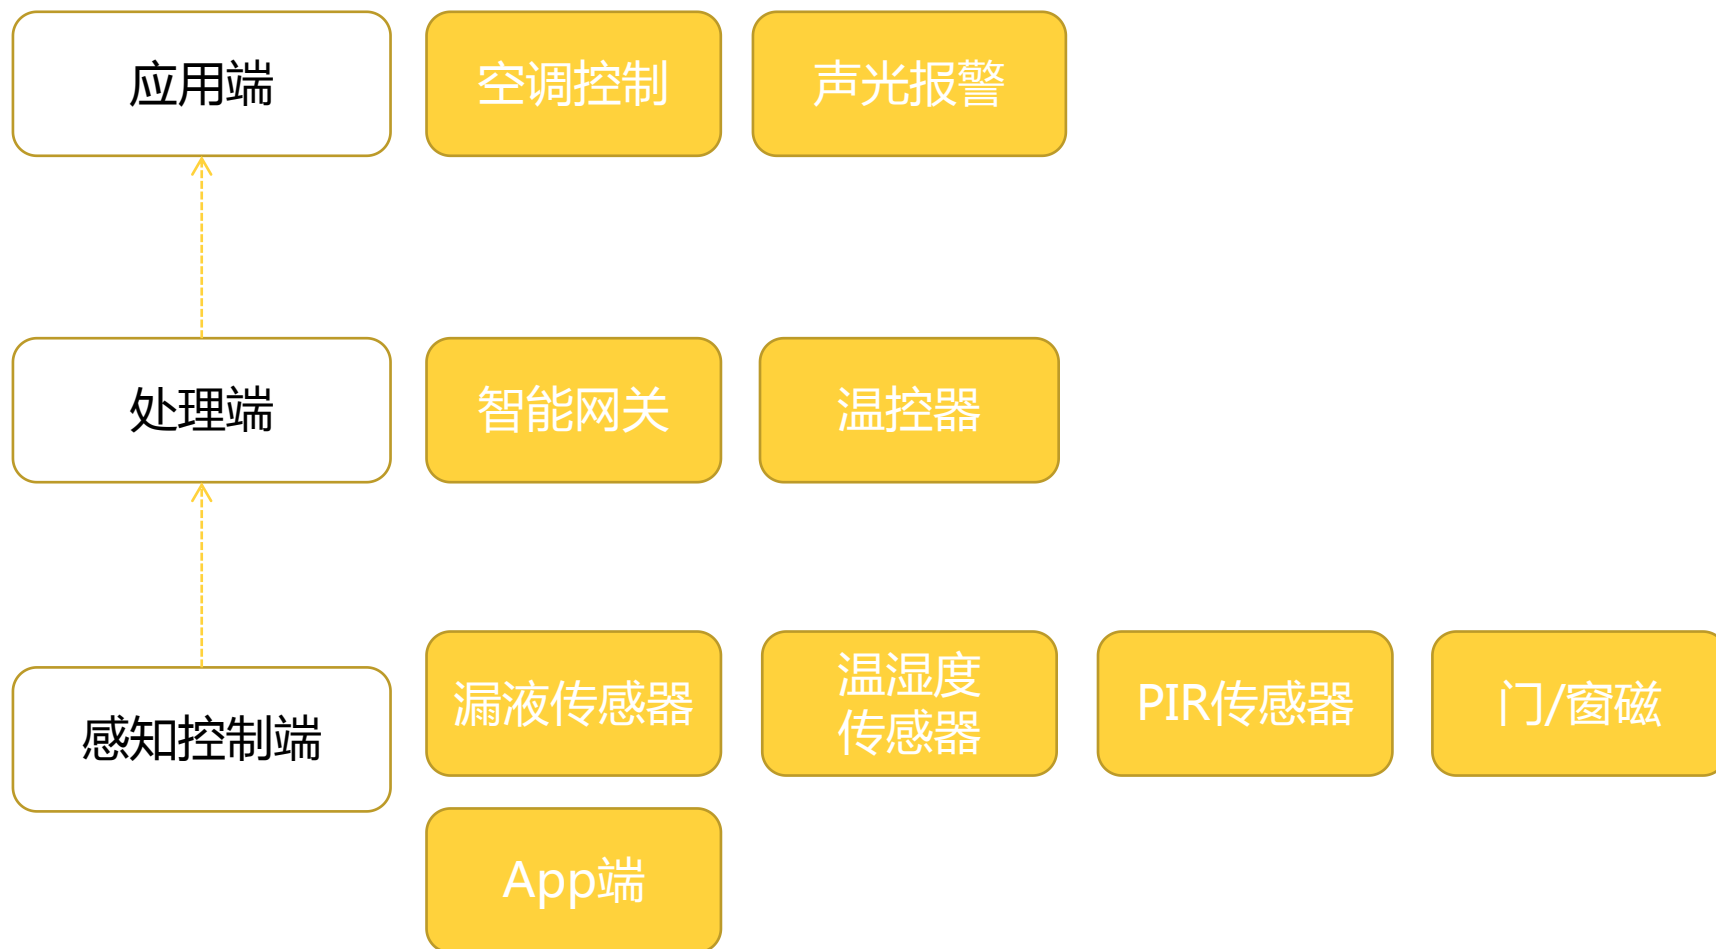 应用端
空调控制
声光报警
处理端
智能网关
温控器
感知控制端
漏液传感器
温湿度
传感器
PIR传感器
门/窗磁
App端